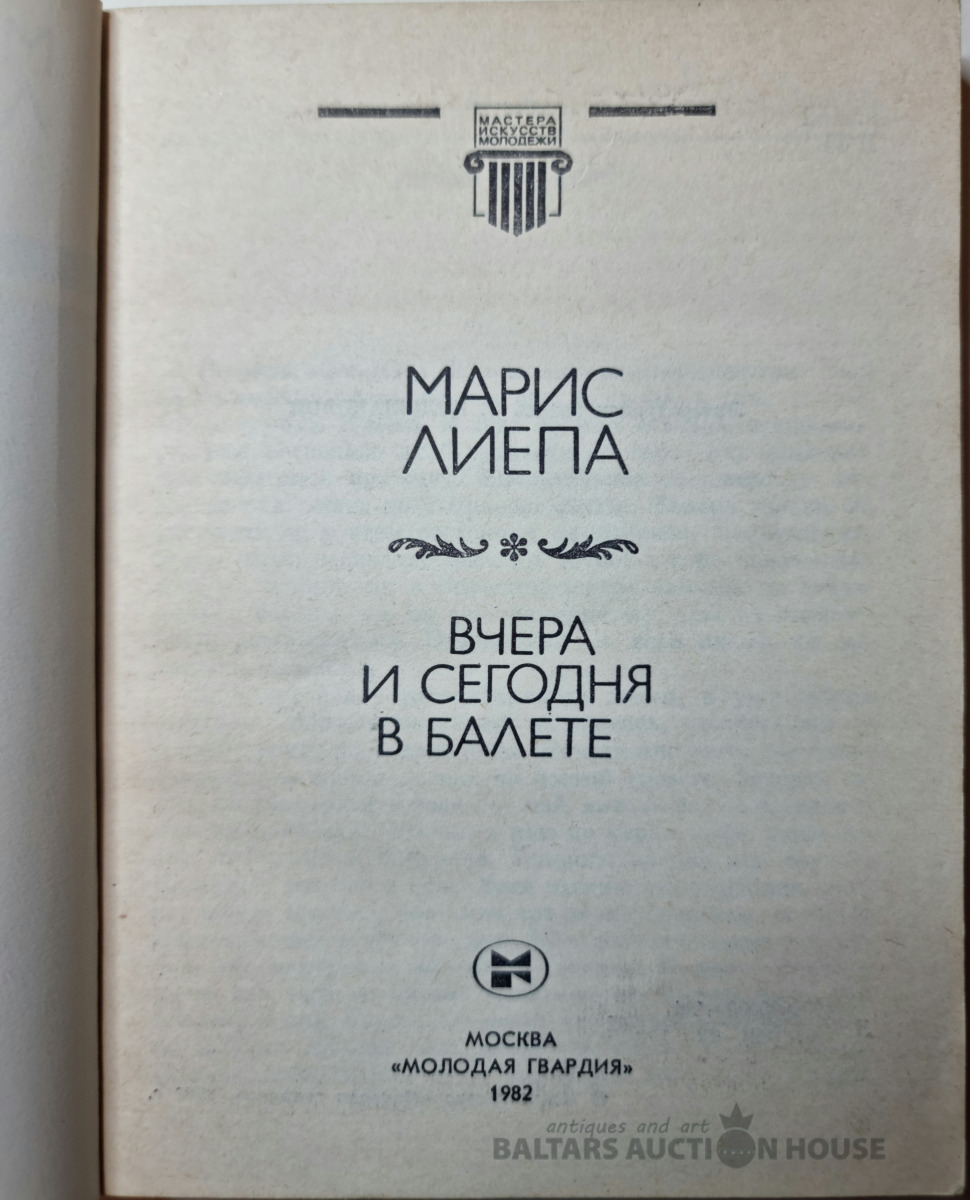 МАСТЕРА
ИСКУССТВ
МОЛОДЕЖИ
МАРИС
ЛИЕПА
ВЧЕРА
И СЕГОДНЯ
В БАЛЕТЕ
МОСКВА
«МОЛОДАЯ ГВАРДИЯ»
1982
antiques and art
BALTARS AUCTION HOUSE